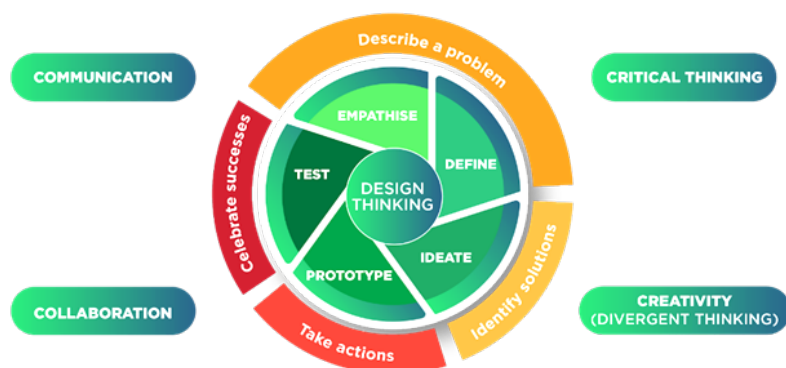 Describe a problem
COMMUNICATION
CRITICAL THINKING
EMPATHISE
DEFINE
TEST
DESIGN
THINKING
Celebrate successes
IDEATE
PROTOTYPE
Identify solutions
COLLABORATION
CREATIVITY
(DIVERGENT THINKING)
Take actions